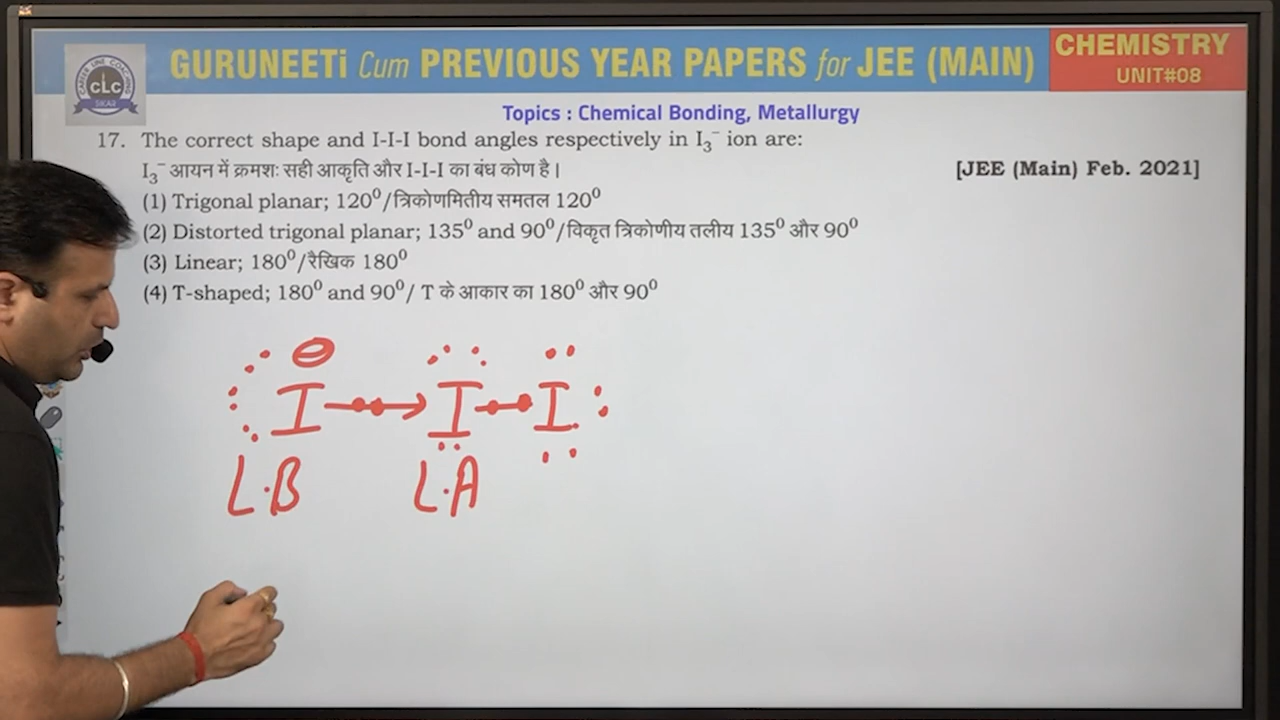 GURUNEETi Cum PREVIOUS YEAR PAPERS for JEE (MAIN)
CHEMISTRY
UNIT#08
CLC
SIKAR
Topics : Chemical Bonding, Metallurgy
17. The correct shape and I-I-I bond angles respectively in I₃⁻ ion are:
I₃⁻ आयन में क्रमशः सही आकृति और I-I-I का बंध कोण है।
[JEE (Main) Feb. 2021]
(1) Trigonal planar; 120⁰/त्रिकोणमितीय समतल 120⁰
(2) Distorted trigonal planar; 135⁰ and 90⁰/विकृत त्रिकोणीय तलीय 135⁰ और 90⁰
(3) Linear; 180⁰/रैखिक 180⁰
(4) T-shaped; 180⁰ and 90⁰/ T के आकार का 180⁰ और 90⁰
I I I
L.B L.A